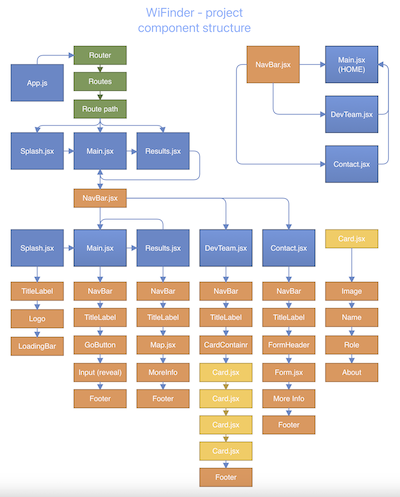 WiFinder - project
component structure
Router
App.js
Routes
Route path
NavBar.jsx
Main.jsx
(HOME)
DevTeam.jsx
Contact.jsx
Splash.jsx
Main.jsx
Results.jsx
NavBar.jsx
Splash.jsx
Main.jsx
Results.jsx
DevTeam.jsx
Contact.jsx
Card.jsx
TitleLabel
NavBar
NavBar
NavBar
NavBar
Image
Logo
TitleLabel
TitleLabel
TitleLabel
TitleLabel
Name
LoadingBar
GoButton
Map.jsx
CardContainr
FormHeader
Role
Input (reveal)
MoreInfo
Card.jsx
Form.jsx
About
Footer
Footer
Card.jsx
More Info
Card.jsx
Footer
Card.jsx
Footer